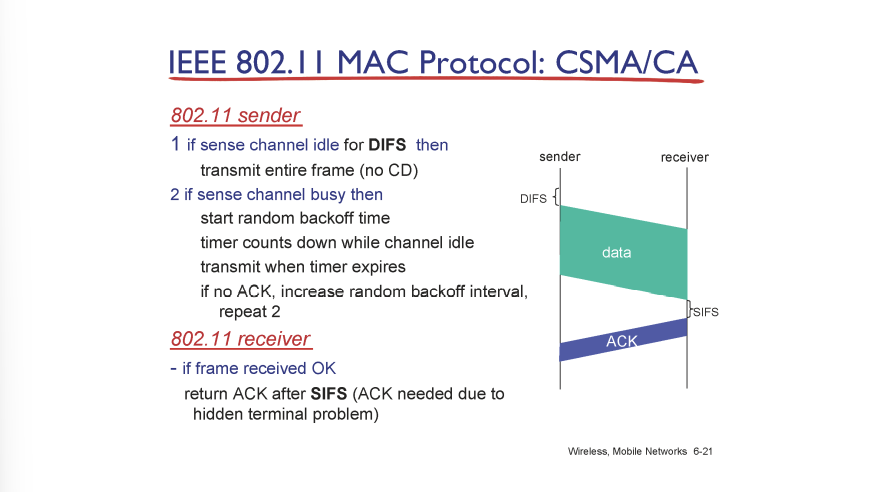 IEEE 802.11 MAC Protocol: CSMA/CA
802.11 sender
1 if sense channel idle for DIFS then
transmit entire frame (no CD)
2 if sense channel busy then
start random backoff time
timer counts down while channel idle
transmit when timer expires
if no ACK, increase random backoff interval,
repeat 2
802.11 receiver
- if frame received OK
return ACK after SIFS (ACK needed due to
hidden terminal problem)
sender
receiver
DIFS
data
SIFS
ACK
Wireless, Mobile Networks 6-21